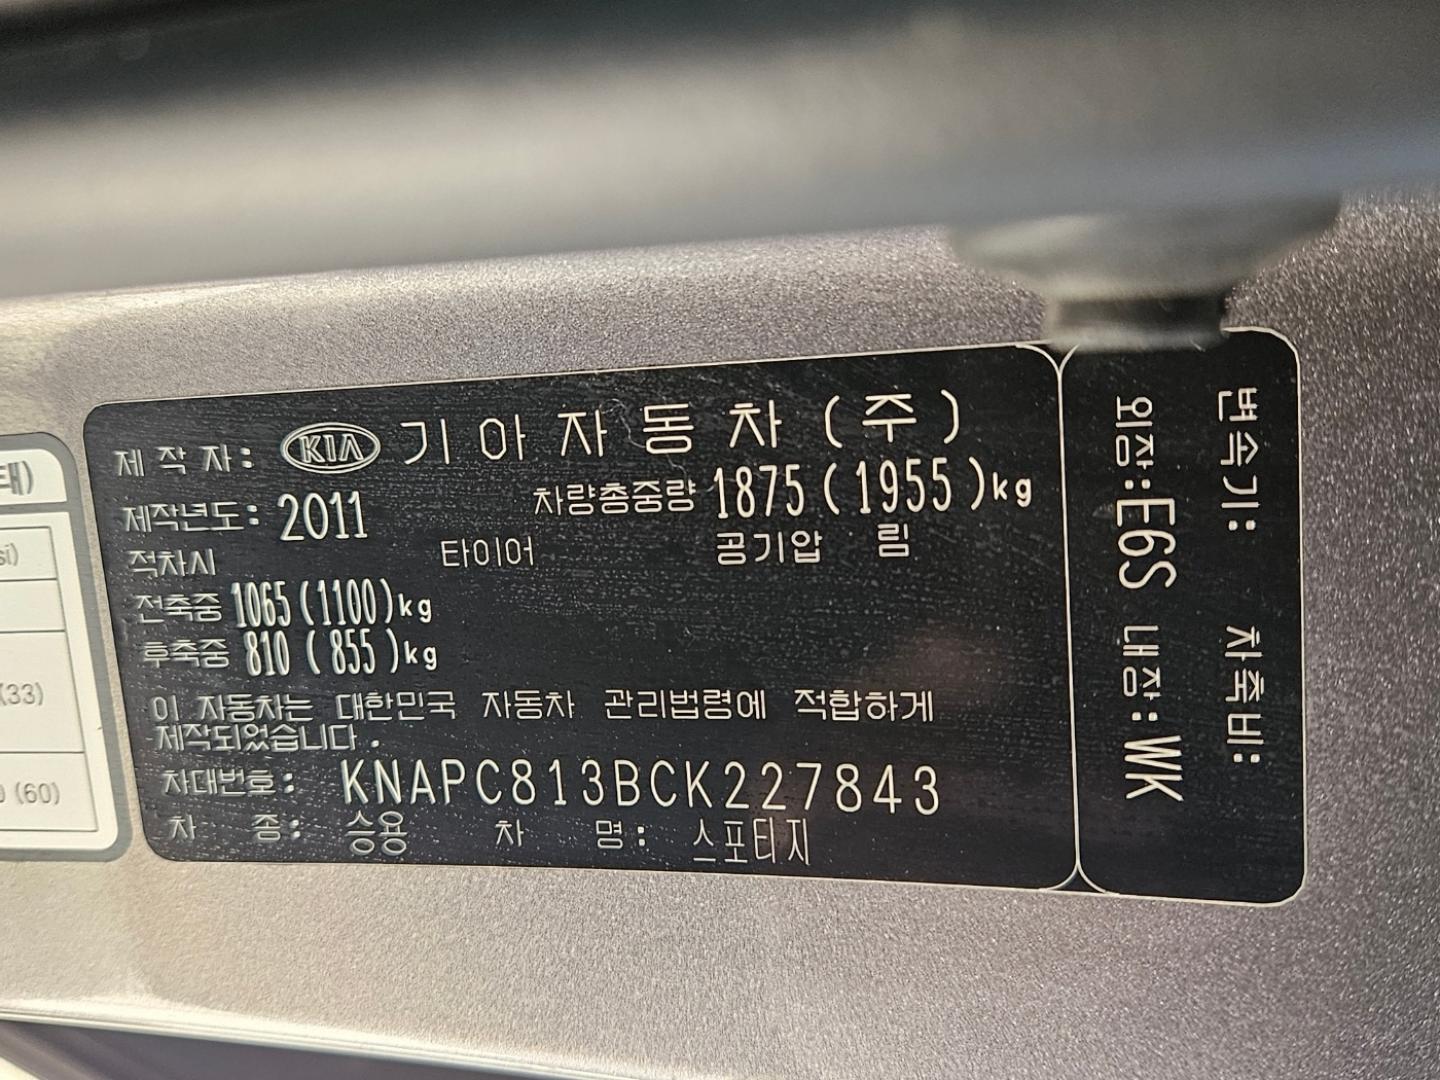 제 작 자: KIA 기 아 자 동 차 ( 주 )
제작년도: 2011 차량총중량 1875 ( 1955 )kg
적차시 타이어 공기압 림
전축중 1065 (1100)kg
후축중 810 ( 855 )kg
이 자동차는 대한민국 자동차 관리법령에 적합하게
제작되었습니다 .
차대번호: KNAPC813BCK227843
차 종: 승용 차 명: 스포티지
변속기: 차축비:
외장:E6S 내장:WK
태)
si)
(33)
(60)